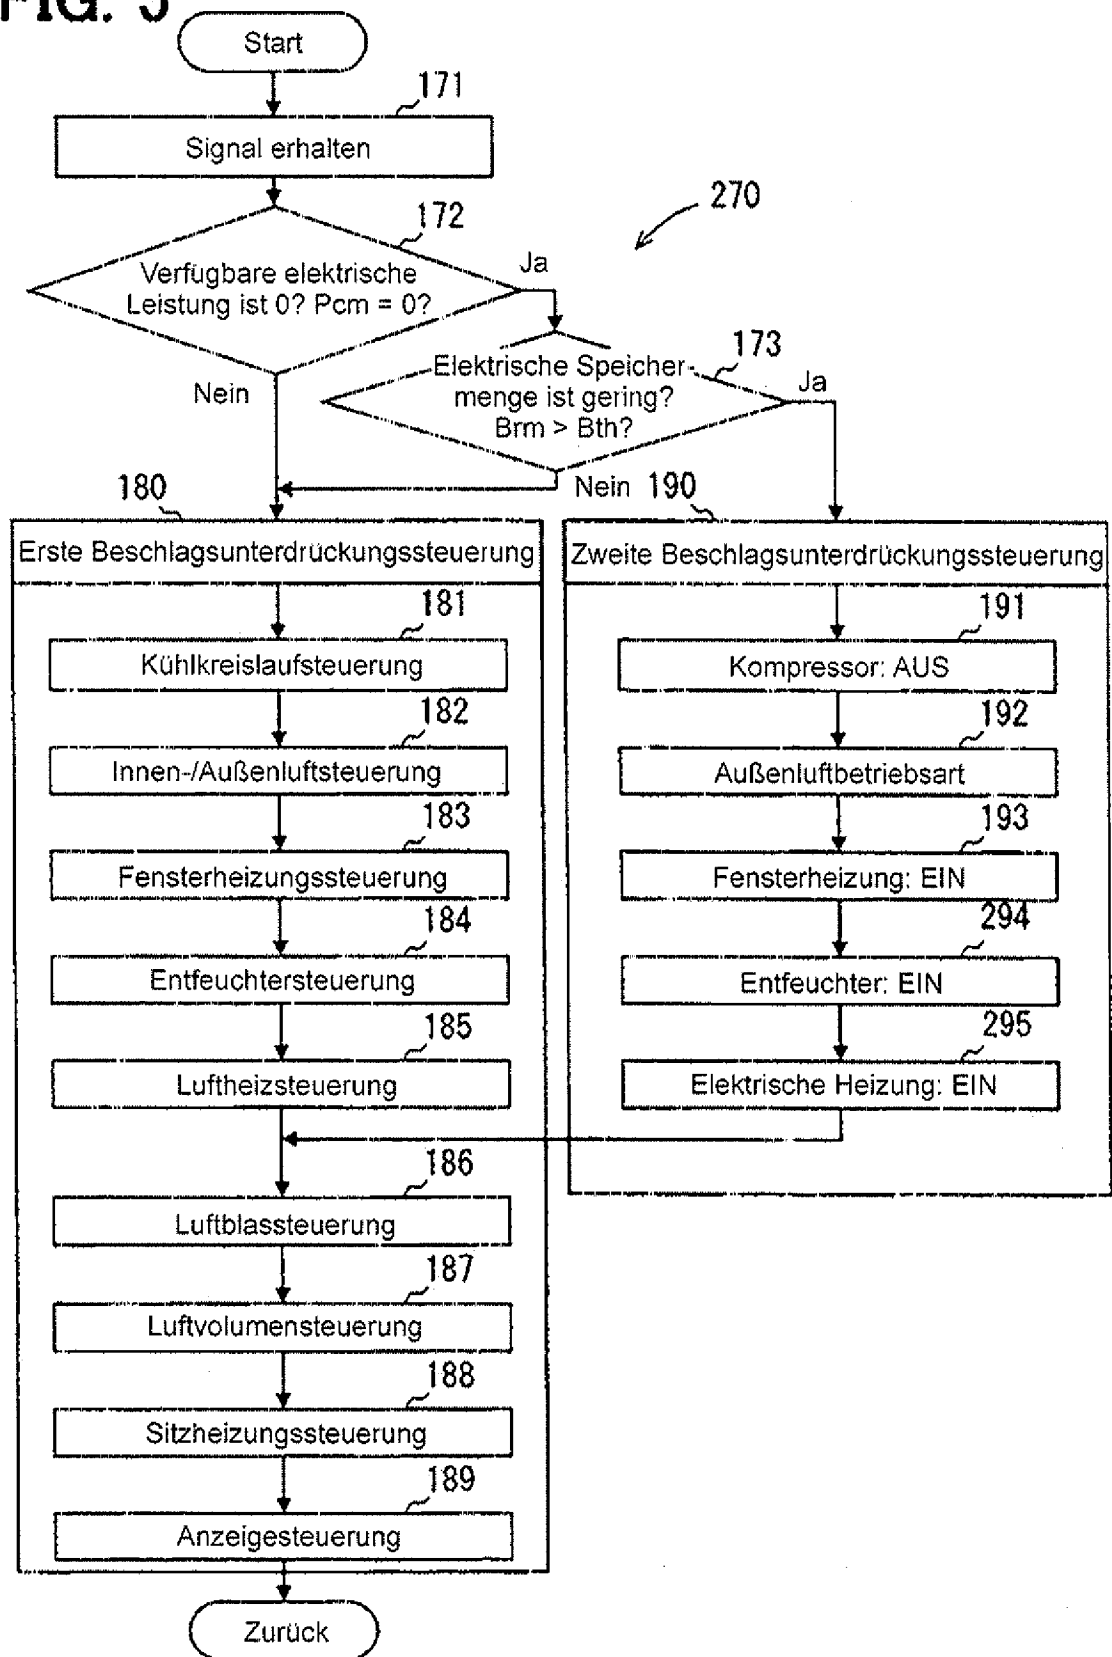 Start
171
Signal erhalten
270
172
Verfügbare elektrische
Leistung ist 0? Pcm = 0?
Ja
Nein
173
Elektrische Speicher-
menge ist gering?
Brm > Bth?
Ja
Nein
180
Erste Beschlagsunterdrückungssteuerung
181
Kühlkreislaufsteuerung
182
Innen-/Außenluftsteuerung
183
Fensterheizungssteuerung
184
Entfeuchtersteuerung
185
Luftheizsteuerung
186
Luftblassteuerung
187
Luftvolumensteuerung
188
Sitzheizungssteuerung
189
Anzeigesteuerung
Zurück
190
Zweite Beschlagsunterdrückungssteuerung
191
Kompressor: AUS
192
Außenluftbetriebsart
193
Fensterheizung: EIN
294
Entfeuchter: EIN
295
Elektrische Heizung: EIN